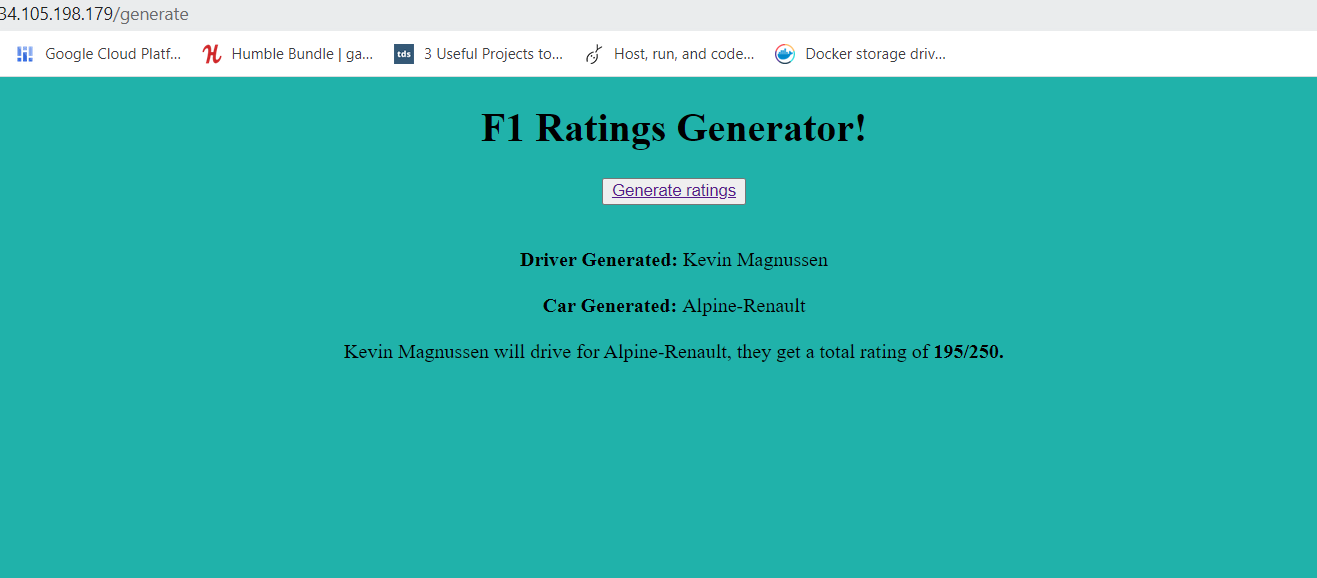 34.105.198.179/generate
Google Cloud Platf... Humble Bundle | ga... tds 3 Useful Projects to... Host, run, and code... Docker storage driv...
F1 Ratings Generator!
Generate ratings
Driver Generated: Kevin Magnussen
Car Generated: Alpine-Renault
Kevin Magnussen will drive for Alpine-Renault, they get a total rating of 195/250.